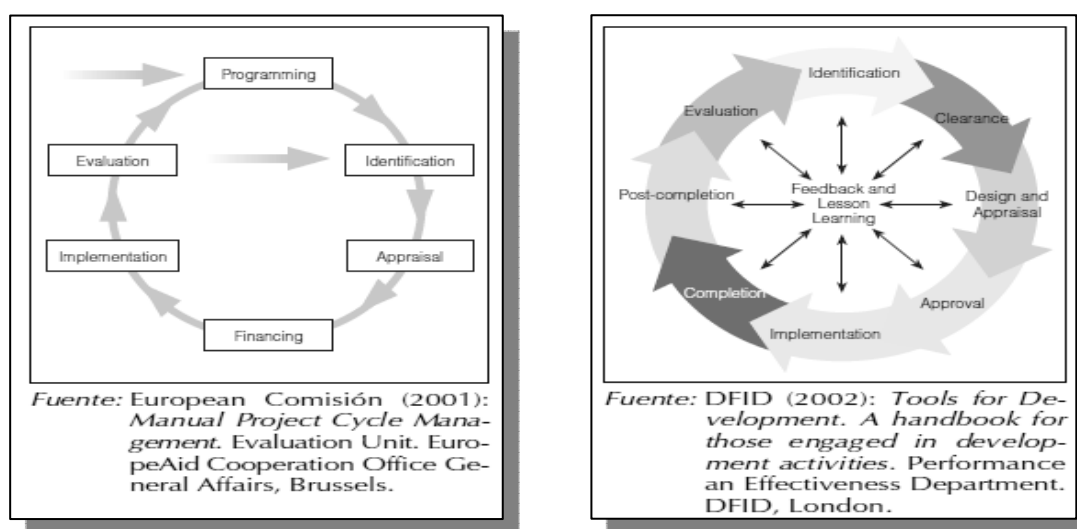 Programming
Evaluation
Identification
Implementation
Appraisal
Financing
Fuente: European Comisión (2001):
Manual Project Cycle Mana-
gement. Evaluation Unit. Euro-
peAid Cooperation Office Ge-
neral Affairs, Brussels.
Identification
Evaluation
Clearance
Post-completion
Feedback and
Lesson
Learning
Design and
Appraisal
Completion
Approval
Implementation
Fuente: DFID (2002): Tools for De-
velopment. A handbook for
those engaged in develop-
ment activities. Performance
an Effectiveness Department.
DFID, London.